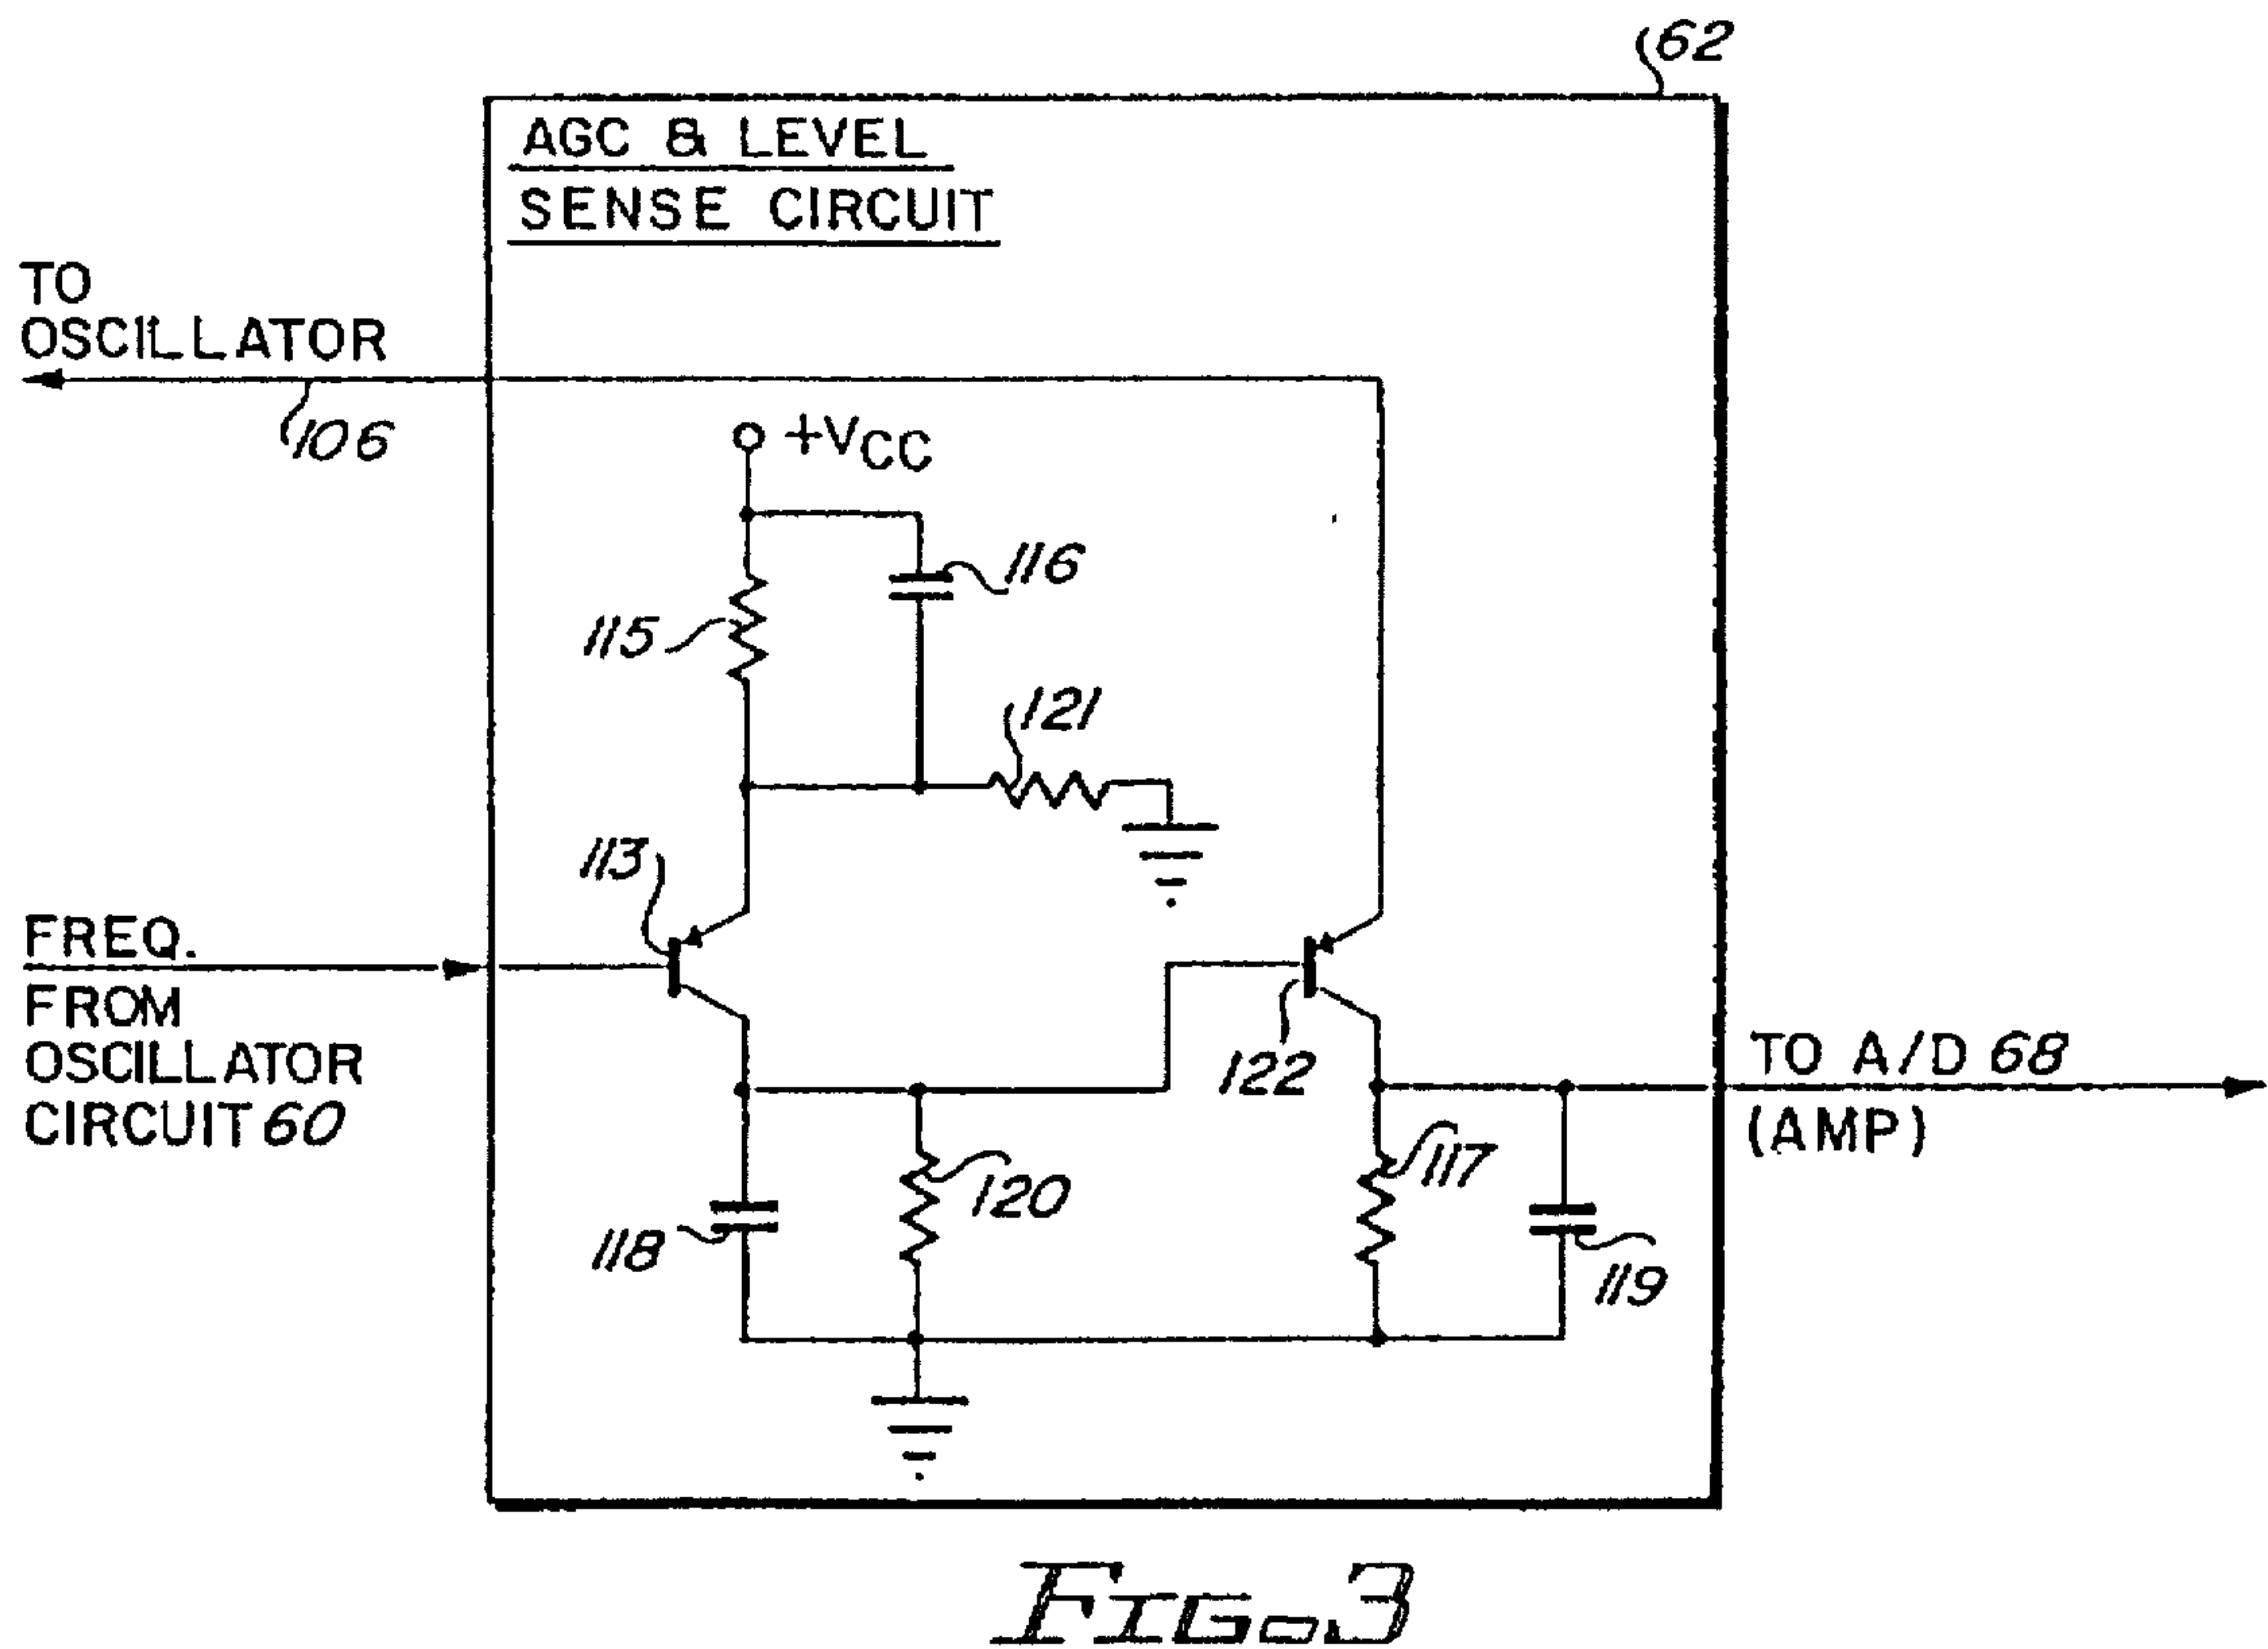 62
AGC & LEVEL
SENSE CIRCUIT
TO
OSCILLATOR
106
+VCC
116
115
121
113
FREQ.
FROM
OSCILLATOR
CIRCUIT 60
122
TO A/D 68
(AMP)
117
120
118
119
FIG. 3